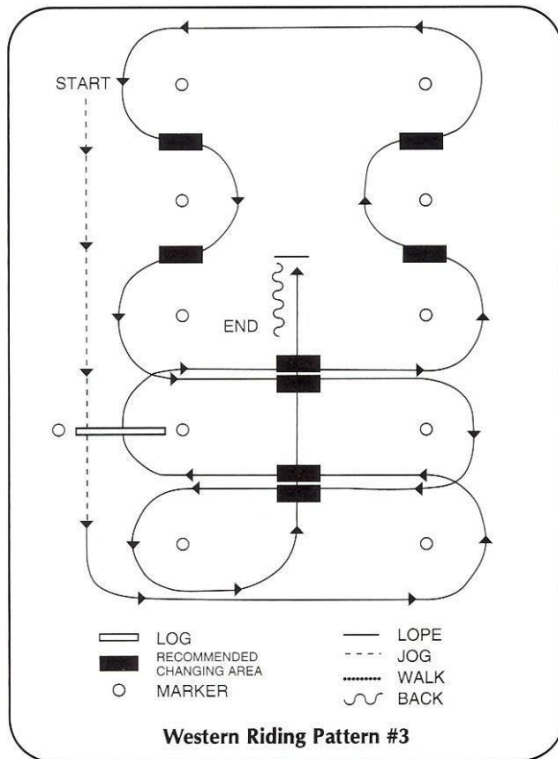 START
END
LOG
RECOMMENDED
CHANGING AREA
MARKER
LOPE
JOG
WALK
BACK
Western Riding Pattern #3